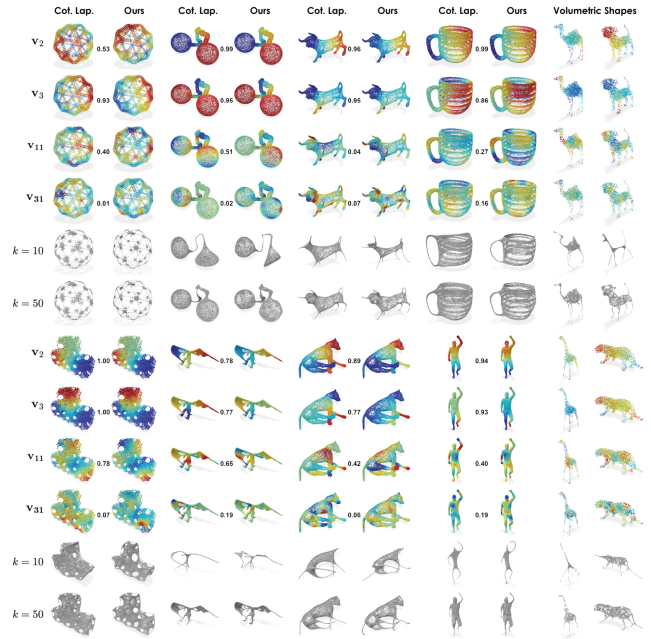 Cot. Lap. Ours Cot. Lap. Ours Cot. Lap. Ours Cot. Lap. Ours Volumetric Shapes
v₂ 0.53 0.99 0.96 0.99
v₃ 0.93 0.95 0.95 0.86
v₁₁ 0.40 0.51 0.04 0.27
v₃₁ 0.01 0.02 0.07 0.16
k = 10
k = 50
v₂ 1.00 0.78 0.89 0.94
v₃ 1.00 0.77 0.77 0.93
v₁₁ 0.78 0.65 0.42 0.40
v₃₁ 0.07 0.19 0.06 0.19
k = 10
k = 50